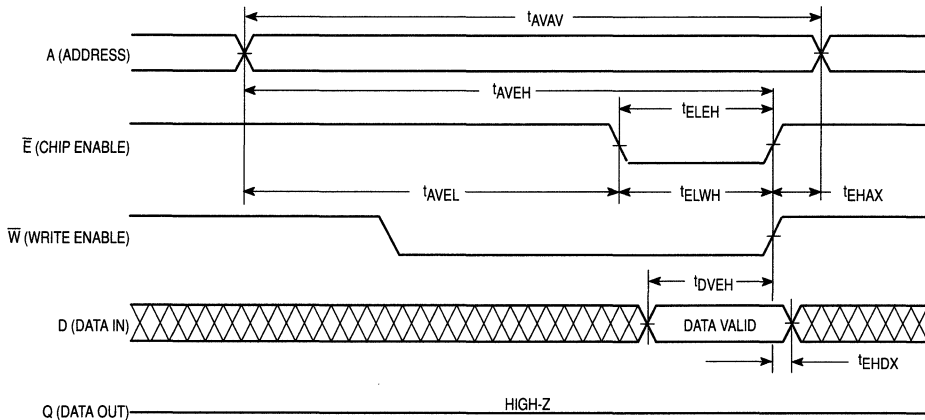 tAVAV
A (ADDRESS)
tAVEH
tELEH
E̅ (CHIP ENABLE)
tAVEL
tELWH
tEHAX
W̅ (WRITE ENABLE)
tDVEH
D (DATA IN)
DATA VALID
tEHDX
HIGH-Z
Q (DATA OUT)